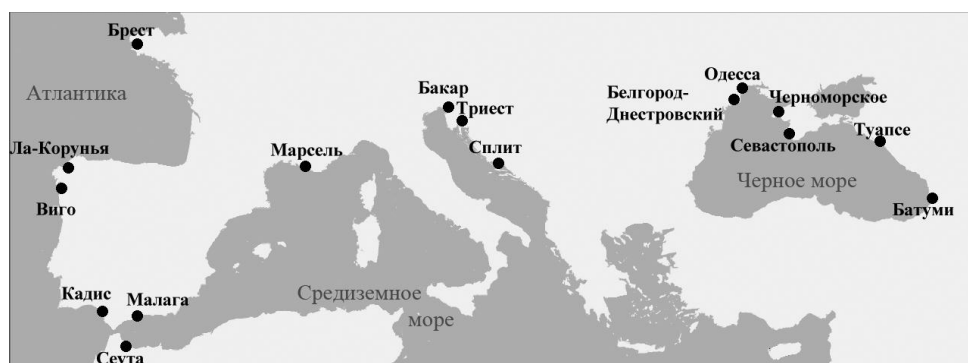 Брест
Атлантика
Ла-Корунья
Виго
Кадис
Малага
Сеута
Марсель
Бакар
Триест
Сплит
Средиземное
море
Одесса
Белгород-
Днестровский
Черноморское
Севастополь
Туапсе
Черное море
Батуми